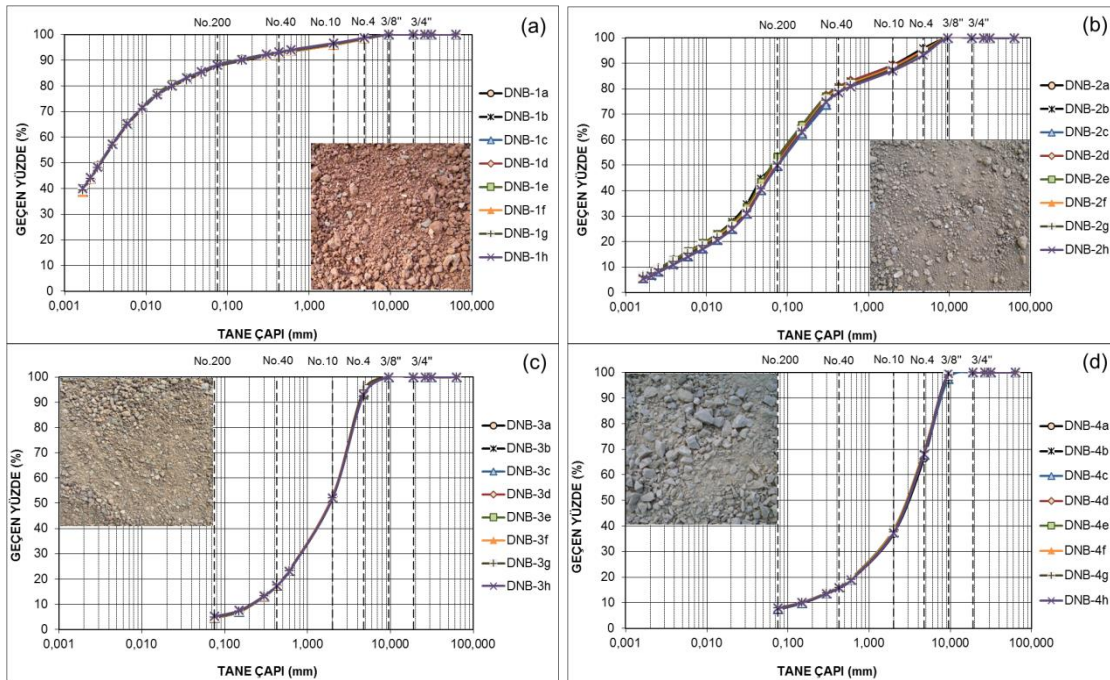 No.200 No.40 No.10 No.4 3/8" 3/4"
(a)
GEÇEN YÜZDE (%)
100
90
80
70
60
50
40
30
20
10
0
0,001 0,010 0,100 1,000 10,000 100,000
TANE ÇAPI (mm)
DNB-1a
DNB-1b
DNB-1c
DNB-1d
DNB-1e
DNB-1f
DNB-1g
DNB-1h
No.200 No.40 No.10 No.4 3/8" 3/4"
(b)
GEÇEN YÜZDE (%)
100
90
80
70
60
50
40
30
20
10
0
0,001 0,010 0,100 1,000 10,000 100,000
TANE ÇAPI (mm)
DNB-2a
DNB-2b
DNB-2c
DNB-2d
DNB-2e
DNB-2f
DNB-2g
DNB-2h
No.200 No.40 No.10 No.4 3/8" 3/4"
(c)
GEÇEN YÜZDE (%)
100
90
80
70
60
50
40
30
20
10
0
0,001 0,010 0,100 1,000 10,000 100,000
TANE ÇAPI (mm)
DNB-3a
DNB-3b
DNB-3c
DNB-3d
DNB-3e
DNB-3f
DNB-3g
DNB-3h
No.200 No.40 No.10 No.4 3/8" 3/4"
(d)
GEÇEN YÜZDE (%)
100
90
80
70
60
50
40
30
20
10
0
0,001 0,010 0,100 1,000 10,000 100,000
TANE ÇAPI (mm)
DNB-4a
DNB-4b
DNB-4c
DNB-4d
DNB-4e
DNB-4f
DNB-4g
DNB-4h